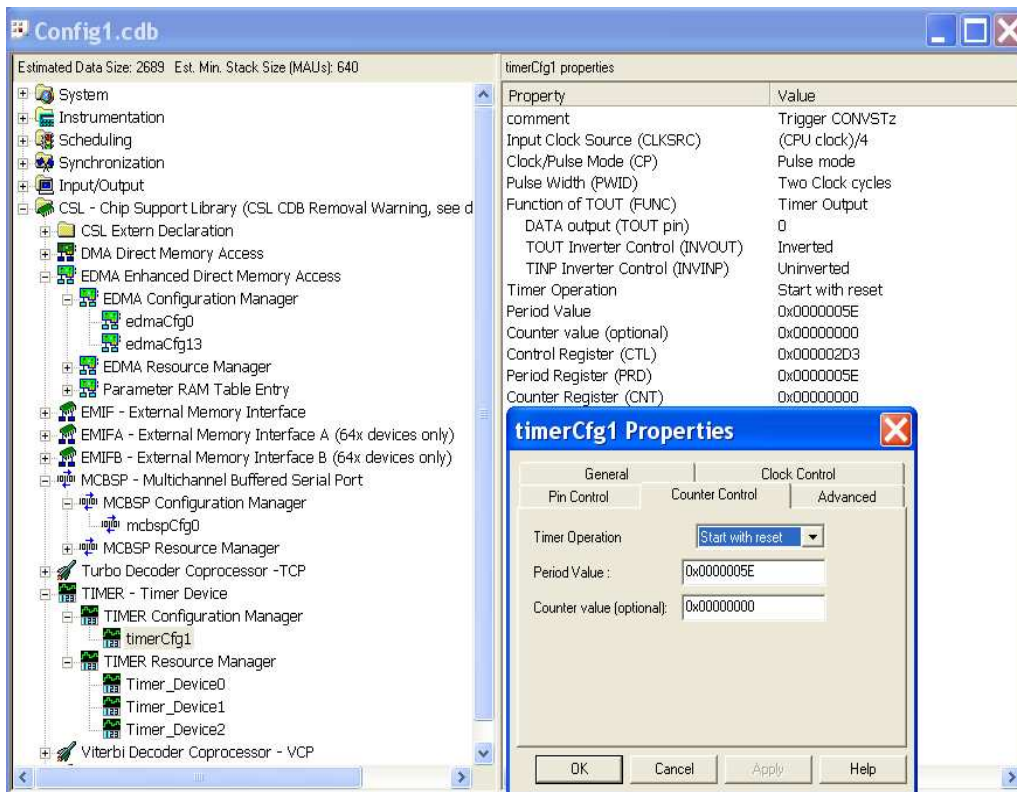 Config1.cdb
Estimated Data Size: 2689 Est. Min. Stack Size (MAUs): 640
System
Instrumentation
Scheduling
Synchronization
Input/Output
CSL - Chip Support Library (CSL CDB Removal Warning, see d
CSL Extern Declaration
DMA Direct Memory Access
EDMA Enhanced Direct Memory Access
EDMA Configuration Manager
edmaCfg0
edmaCfg13
EDMA Resource Manager
Parameter RAM Table Entry
EMIF - External Memory Interface
EMIFA - External Memory Interface A (64x devices only)
EMIFB - External Memory Interface B (64x devices only)
MCBSP - Multichannel Buffered Serial Port
MCBSP Configuration Manager
mcbspCfg0
MCBSP Resource Manager
Turbo Decoder Coprocessor -TCP
TIMER - Timer Device
TIMER Configuration Manager
timerCfg1
TIMER Resource Manager
Timer_Device0
Timer_Device1
Timer_Device2
Viterbi Decoder Coprocessor - VCP
timerCfg1 properties
Property Value
comment Trigger CONVSTz
Input Clock Source (CLKSRC) (CPU clock)/4
Clock/Pulse Mode (CP) Pulse mode
Pulse Width (PWID) Two Clock cycles
Function of TOUT (FUNC) Timer Output
DATA output (TOUT pin) 0
TOUT Inverter Control (INVOUT) Inverted
TINP Inverter Control (INVINP) Uninverted
Timer Operation Start with reset
Period Value 0x0000005E
Counter value (optional) 0x00000000
Control Register (CTL) 0x000002D3
Period Register (PRD) 0x0000005E
Counter Register (CNT) 0x00000000
timerCfg1 Properties
General Clock Control
Pin Control Counter Control Advanced
Timer Operation Start with reset
Period Value : 0x0000005E
Counter value (optional): 0x00000000
OK Cancel Apply Help